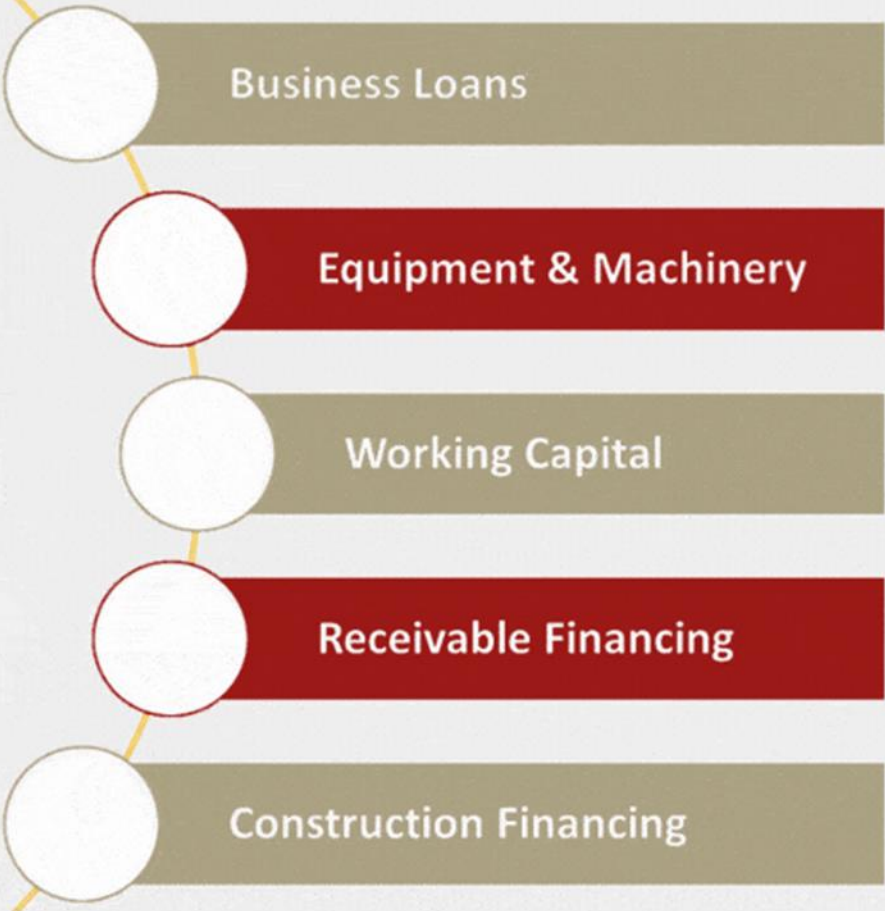 Business Loans
Equipment & Machinery
Working Capital
Receivable Financing
Construction Financing